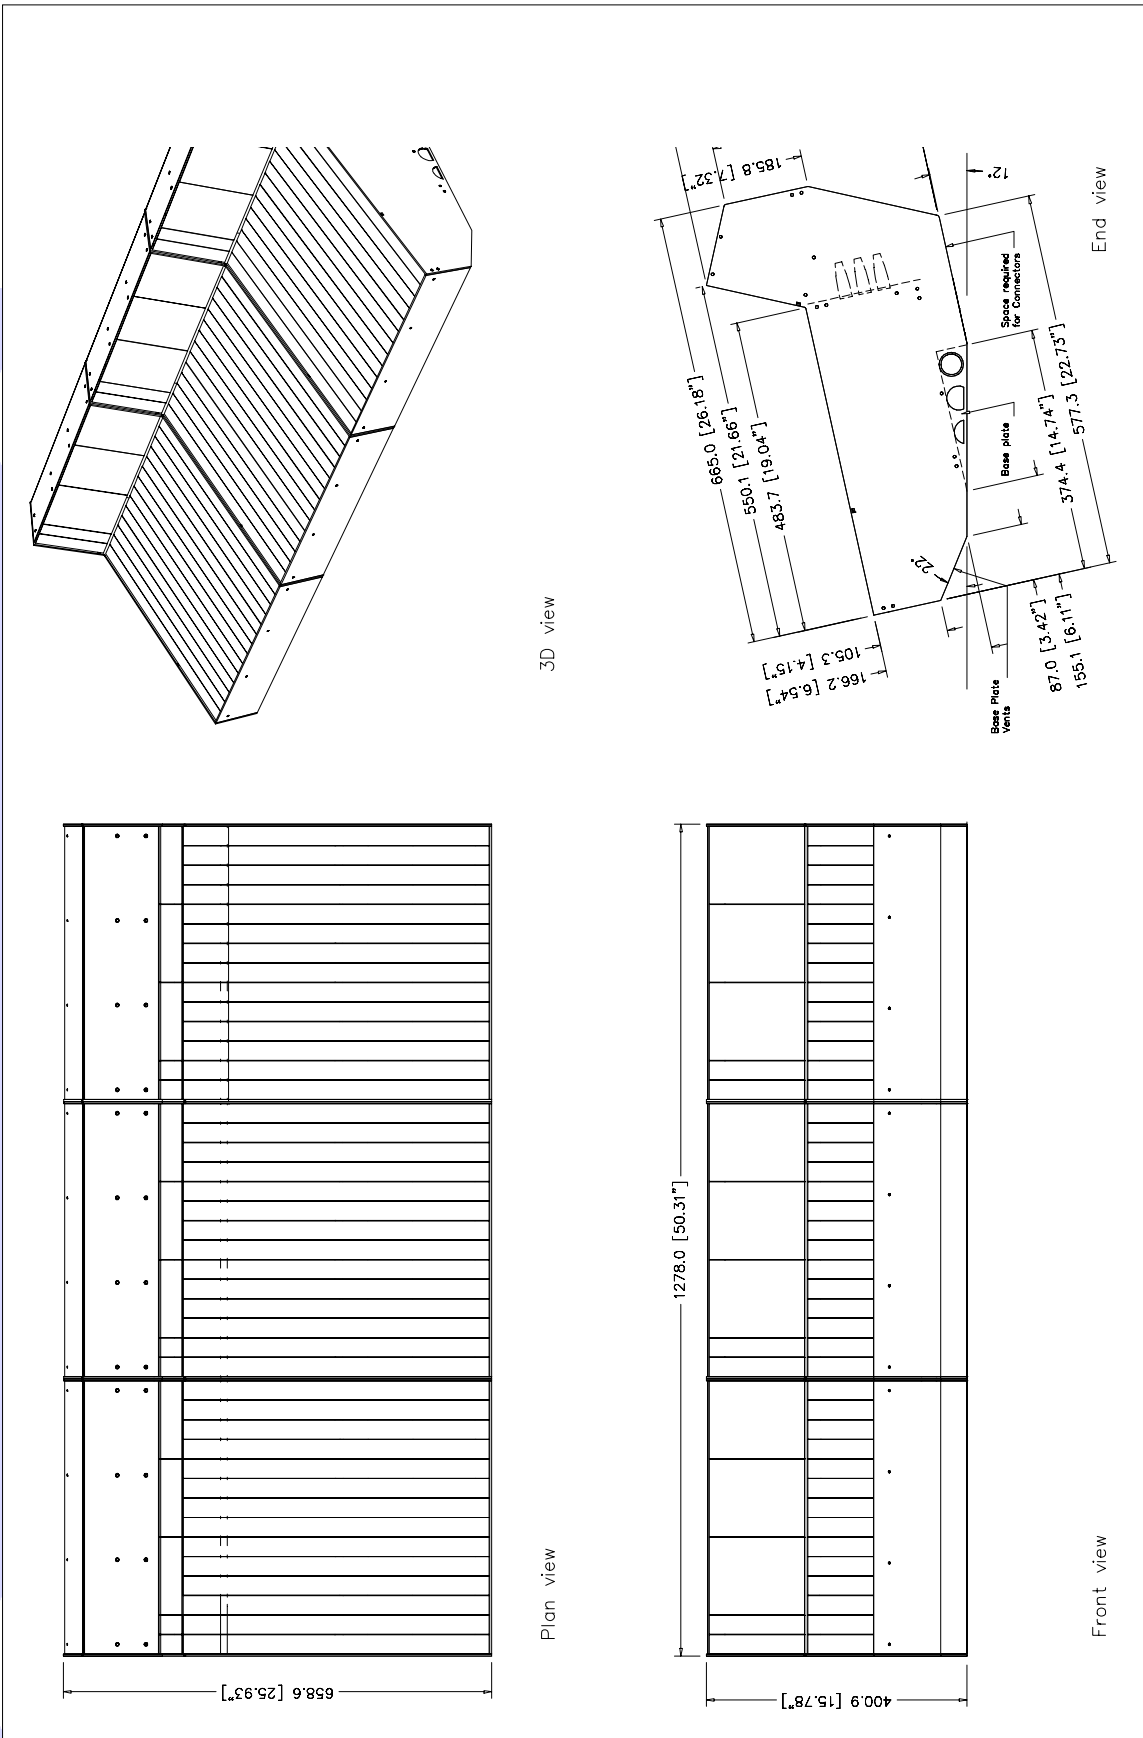 3D view
185.8 [7.32"]
12°
End view
Space required
for Connectors
665.0 [26.18"]
550.1 [21.66"]
483.7 [19.04"]
Base plate
374.4 [14.74"]
577.3 [22.73"]
22°
105.3 [4.15"]
166.2 [6.54"]
87.0 [3.42"]
155.1 [6.11"]
Base Plate
Vents
Plan view
658.6 [25.93"]
1278.0 [50.31"]
400.9 [15.78"]
Front view